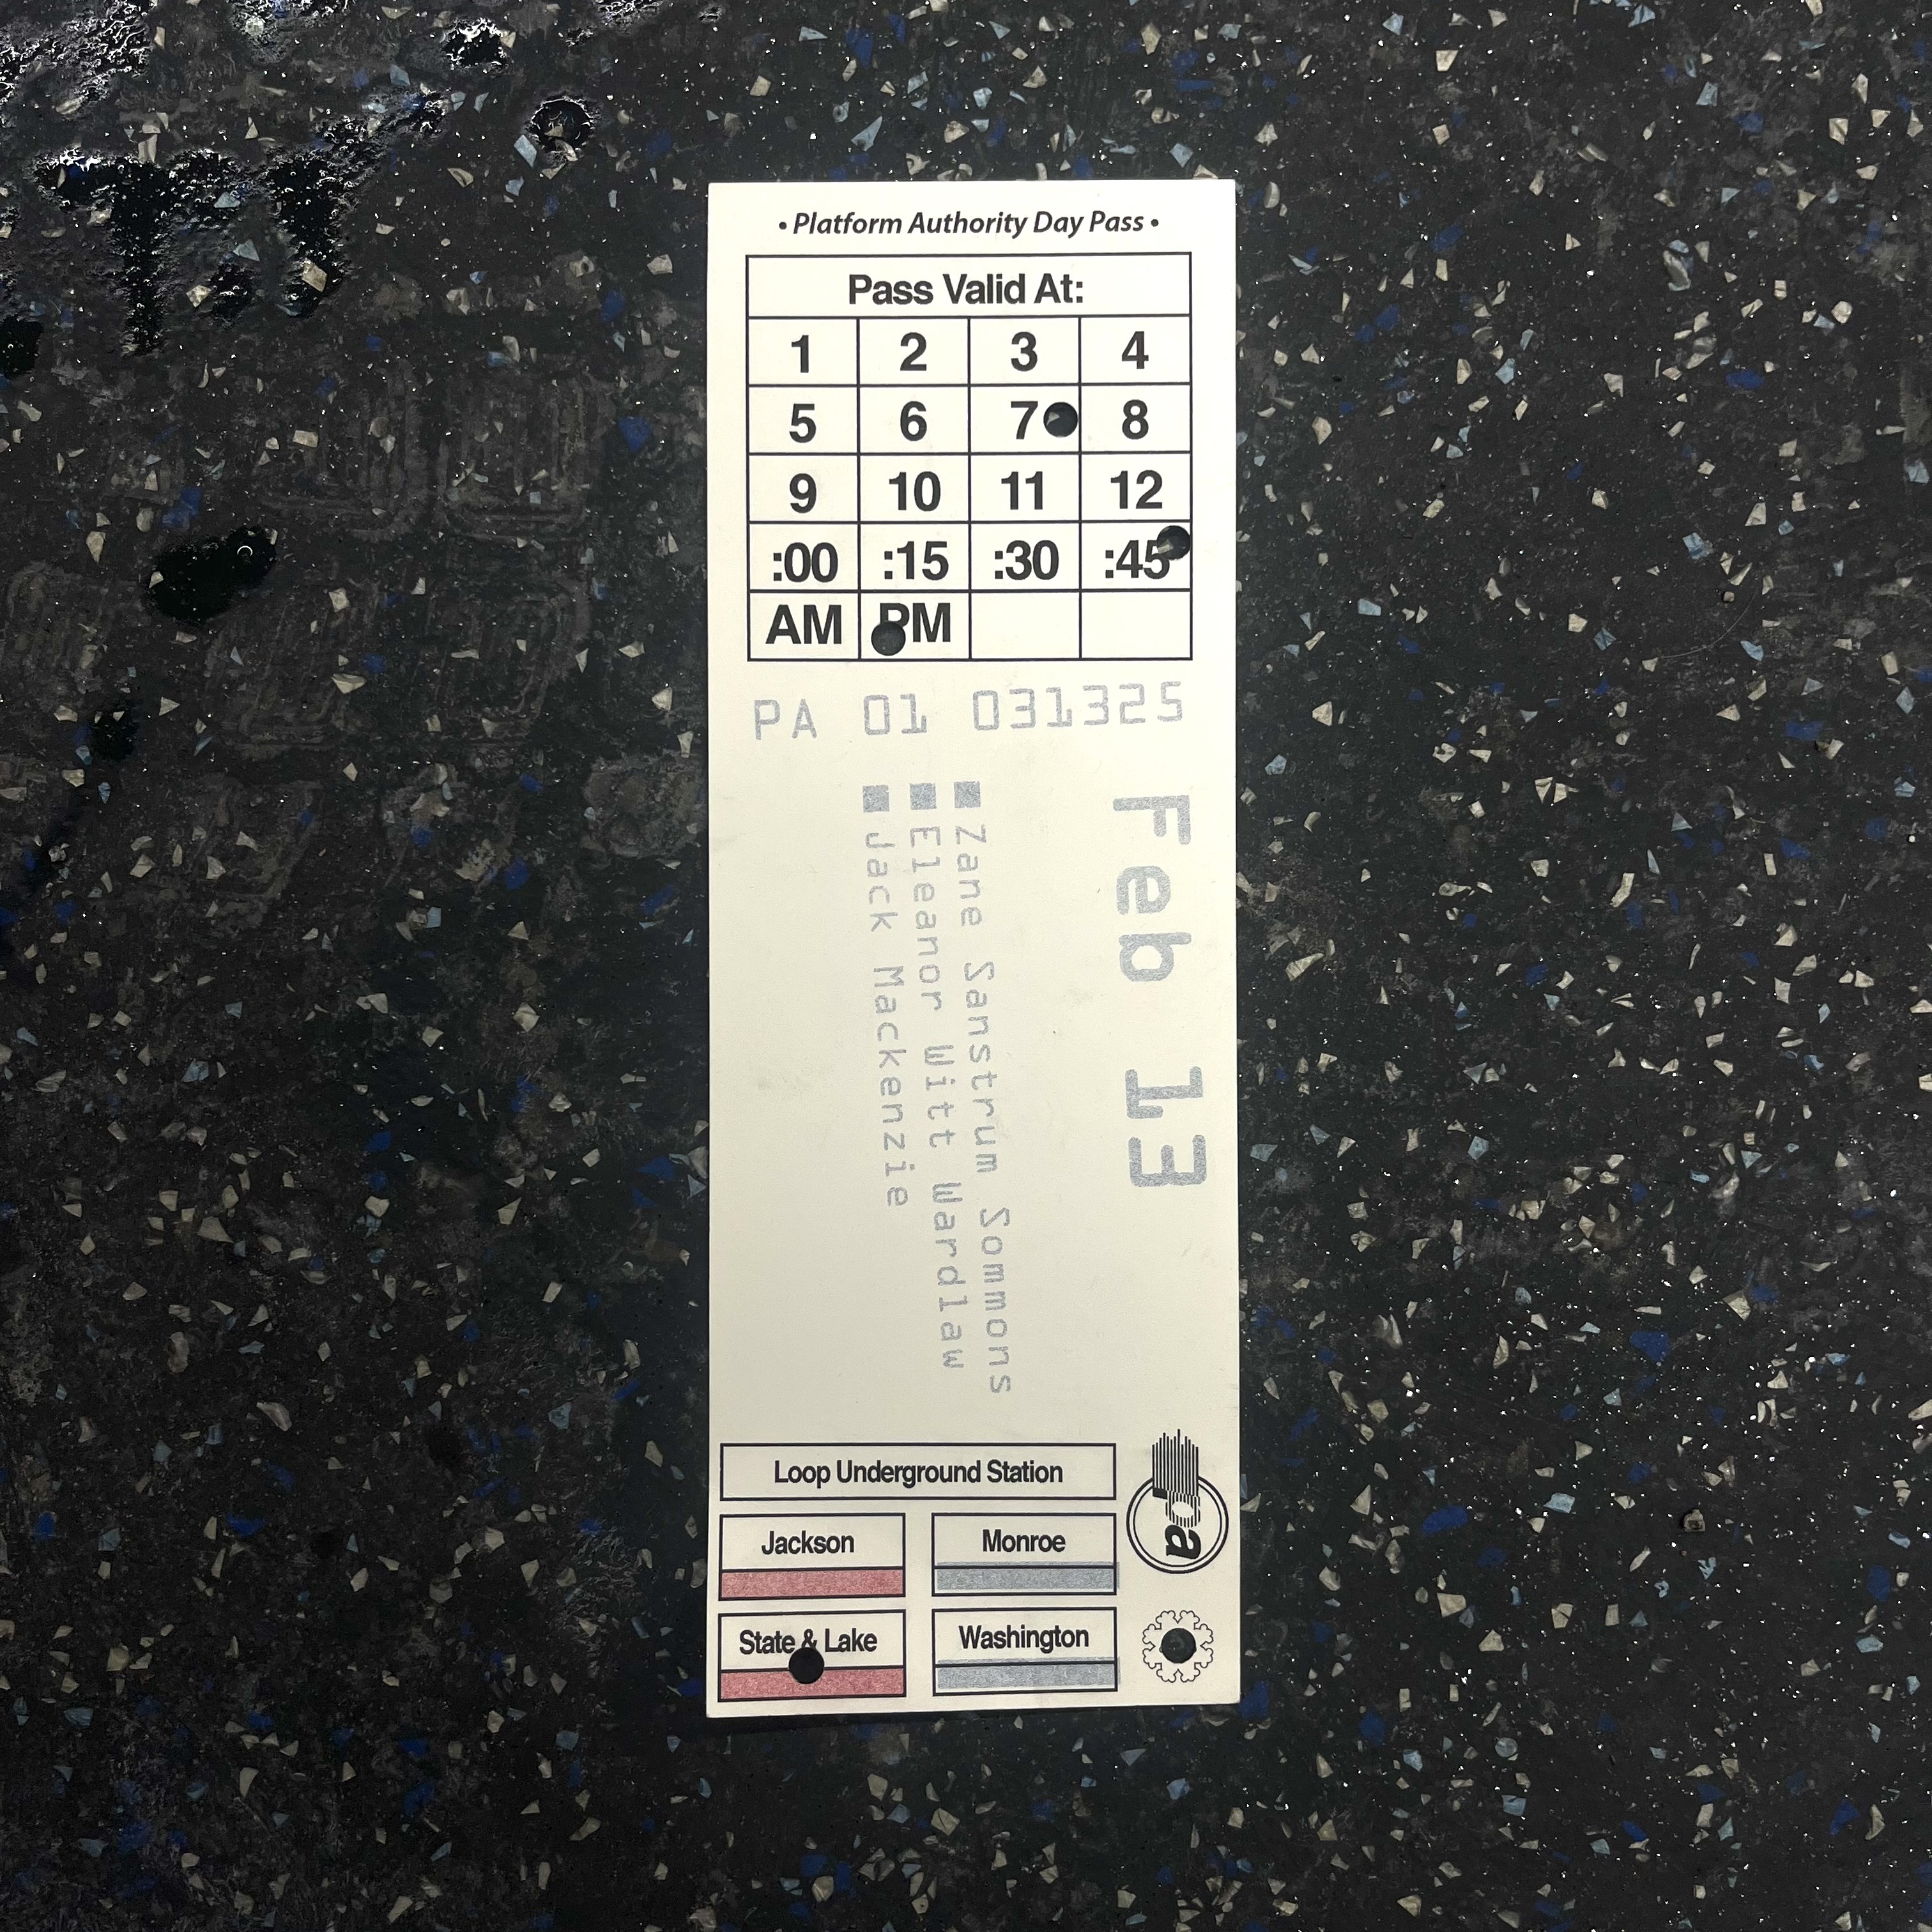 • Platform Authority Day Pass •
Pass Valid At:
1 2 3 4
5 6 7 8
9 10 11 12
:00 :15 :30 :45
AM PM
PA 01 031325
Feb 13
Zane Sanstrum Sommons
Eleanor Witt Wardlaw
Jack Mackenzie
Loop Underground Station
Jackson Monroe
State & Lake Washington
pa